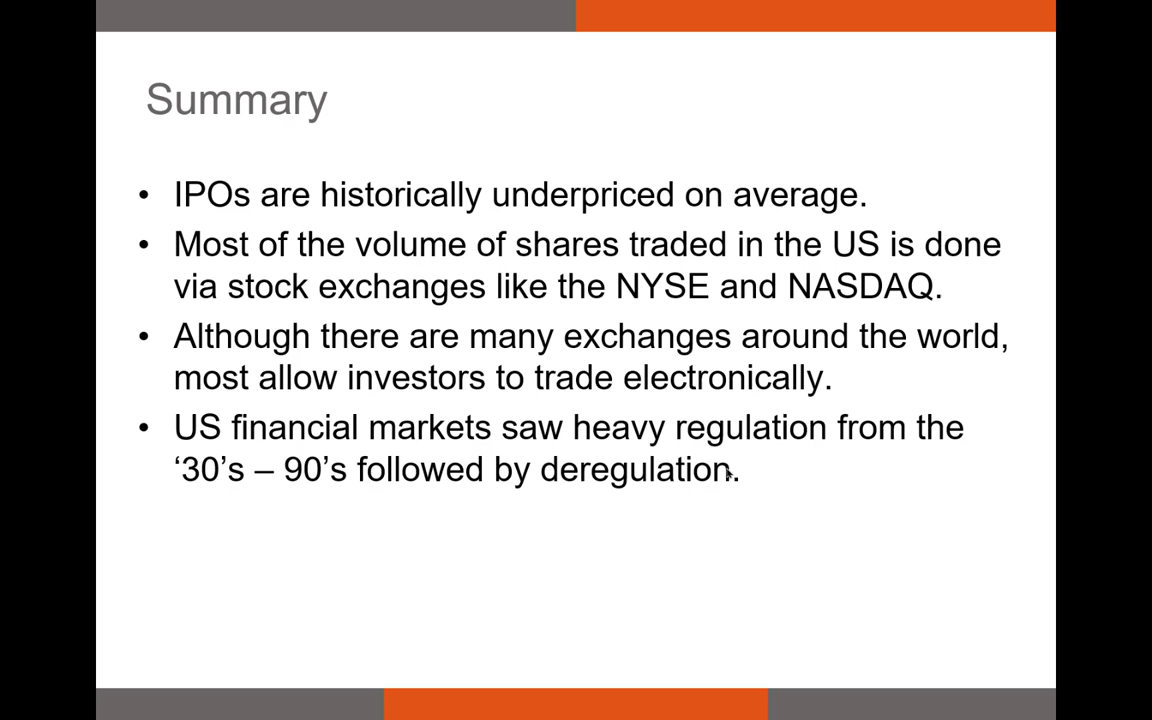 Summary
• IPOs are historically underpriced on average.
• Most of the volume of shares traded in the US is done
via stock exchanges like the NYSE and NASDAQ.
• Although there are many exchanges around the world,
most allow investors to trade electronically.
• US financial markets saw heavy regulation from the
‘30’s – 90’s followed by deregulation.